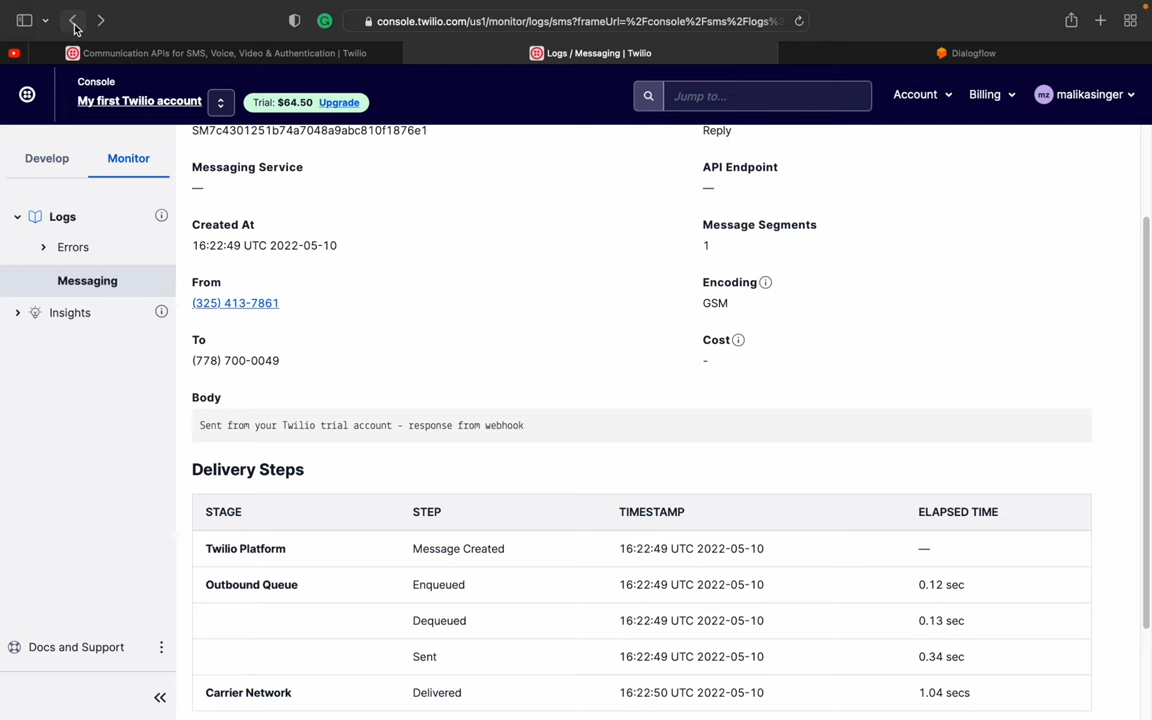 console.twilio.com/us1/monitor/logs/sms?frameUrl=%2Fconsole%2Fsms%2Flogs%
Communication APIs for SMS, Voice, Video & Authentication | Twilio
Logs / Messaging | Twilio
Dialogflow
Console
My first Twilio account
Trial: $64.50 Upgrade
Jump to...
Account
Billing
mz malikasinger
Develop
Monitor
Logs
Errors
Messaging
Insights
Docs and Support
SM7c4301251b74a7048a9abc810f1876e1
Reply
Messaging Service
—
API Endpoint
—
Created At
16:22:49 UTC 2022-05-10
Message Segments
1
From
(325) 413-7861
Encoding
GSM
To
(778) 700-0049
Cost
-
Body
Sent from your Twilio trial account - response from webhook
Delivery Steps
STAGE STEP TIMESTAMP ELAPSED TIME
Twilio Platform Message Created 16:22:49 UTC 2022-05-10 —
Outbound Queue Enqueued 16:22:49 UTC 2022-05-10 0.12 sec
Dequeued 16:22:49 UTC 2022-05-10 0.13 sec
Sent 16:22:49 UTC 2022-05-10 0.34 sec
Carrier Network Delivered 16:22:50 UTC 2022-05-10 1.04 secs